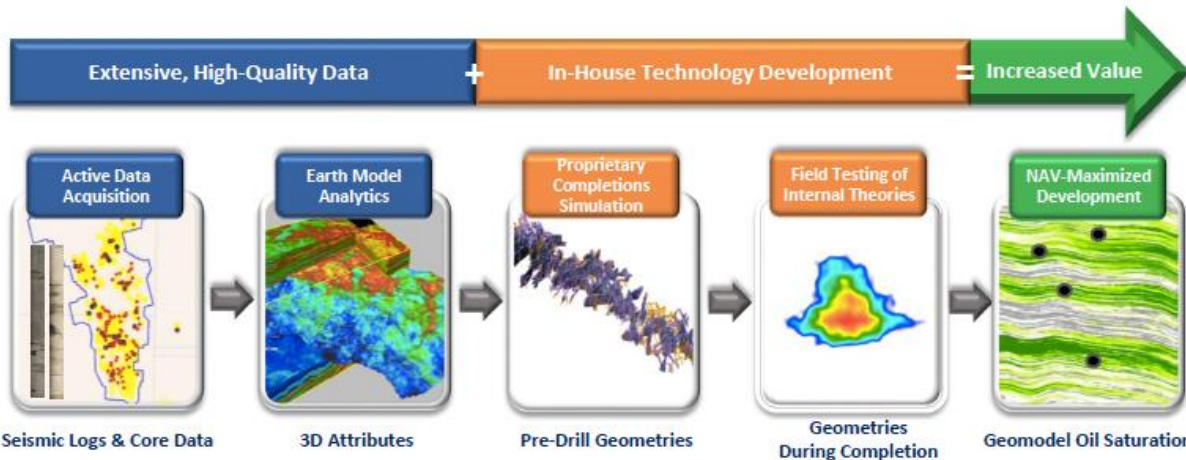 Extensive, High-Quality Data + In-House Technology Development = Increased Value
Active Data
Acquisition
Earth Model
Analytics
Proprietary
Completions
Simulation
Field Testing of
Internal Theories
NAV-Maximized
Development
Seismic Logs & Core Data
3D Attributes
Pre-Drill Geometries
Geometries
During Completion
Geomodel Oil Saturation